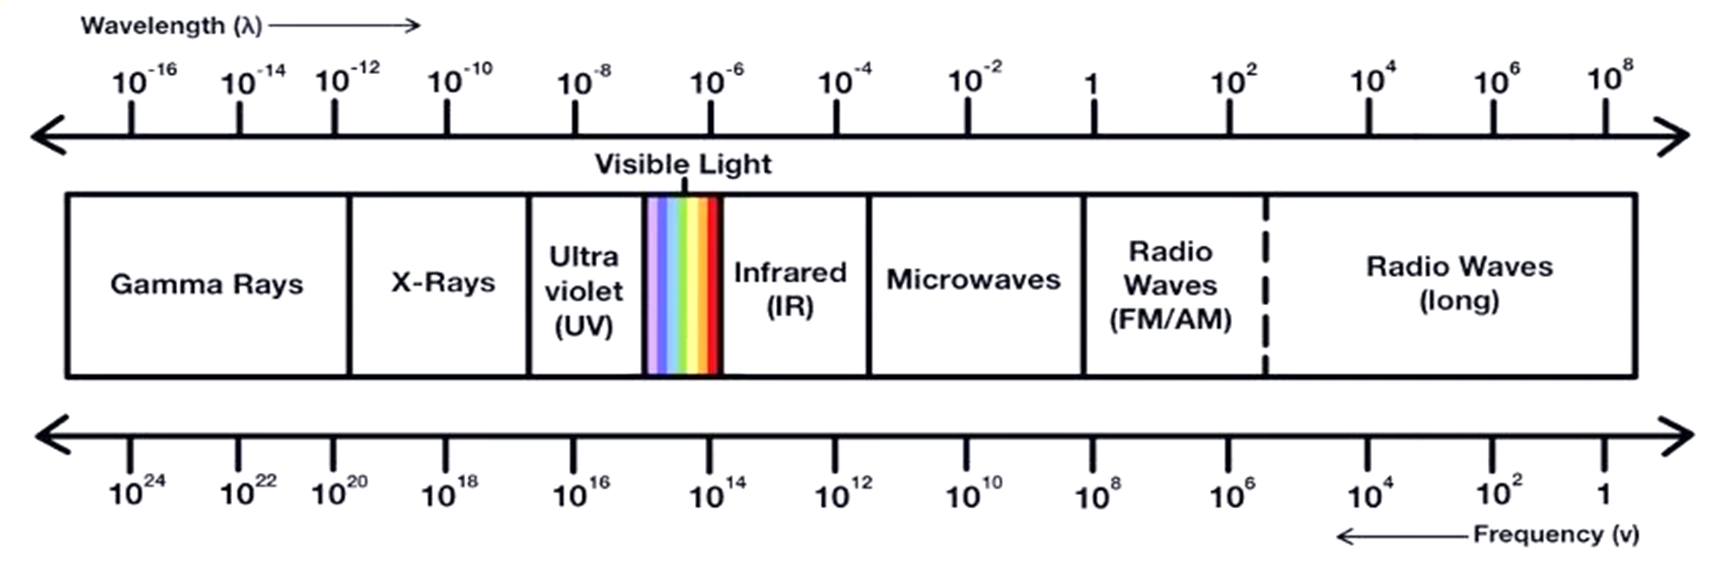 Wavelength (λ)
10⁻¹⁶ 10⁻¹⁴ 10⁻¹² 10⁻¹⁰ 10⁻⁸ 10⁻⁶ 10⁻⁴ 10⁻² 1 10² 10⁴ 10⁶ 10⁸
Visible Light
Gamma Rays
X-Rays
Ultra
violet
(UV)
Infrared
(IR)
Microwaves
Radio
Waves
(FM/AM)
Radio Waves
(long)
10²⁴ 10²² 10²⁰ 10¹⁸ 10¹⁶ 10¹⁴ 10¹² 10¹⁰ 10⁸ 10⁶ 10⁴ 10² 1
Frequency (v)